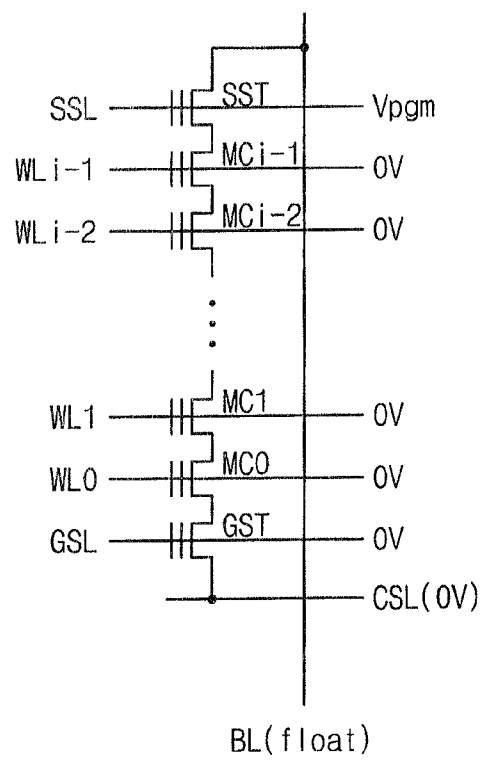 SSL SST Vpgm
WLi-1 MCi-1 0V
WLi-2 MCi-2 0V
WL1 MC1 0V
WL0 MC0 0V
GSL GST 0V
CSL(0V)
BL(float)